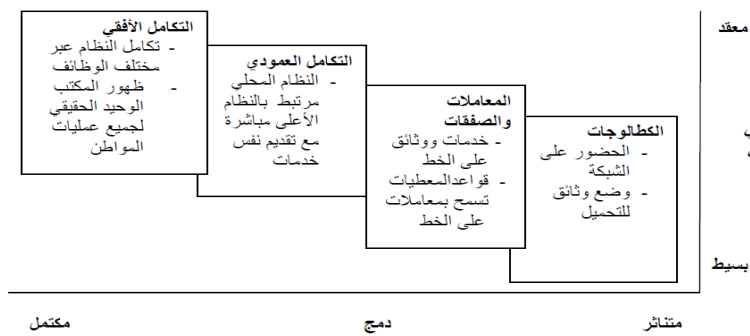 معقد
التكامل الأفقي
- تكامل النظام عبر
مختلف الوظائف
- ظهور المكتب
الوحيد الحقيقي
لجميع عمليات
المواطن
التكامل العمودي
- النظام المحلي
مرتبط بالنظام
الأعلى مباشرة
مع تقديم نفس
خدمات
المعاملات
والصفقات
- خدمات ووثائق
على الخط
- قواعدالمعطيات
تسمح بمعاملات
على الخط
الكطالوجات
- الحضور على
الشبكة
- وضع وثائق
للتحميل
بسيط
متناثر
دمج
مكتمل